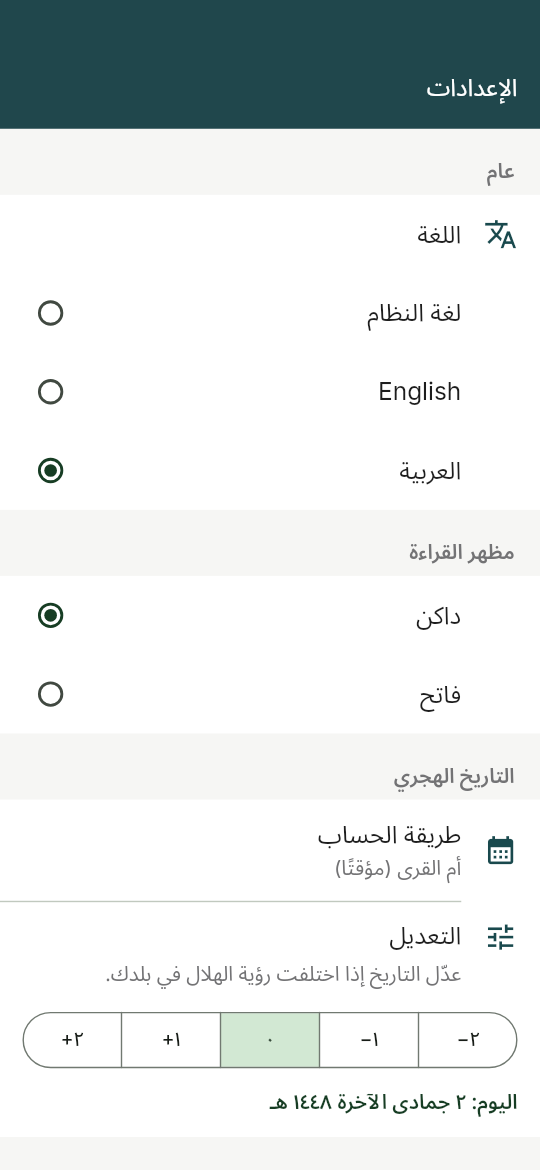 الإعدادات
عام
اللغة
لغة النظام
English
العربية
مظهر القراءة
داكن
فاتح
التاريخ الهجري
طريقة الحساب
أم القرى (مؤقتًا)
التعديل
عدّل التاريخ إذا اختلفت رؤية الهلال في بلدك.
−٢ −١ ٠ +١ +٢
اليوم: ٢ جمادى الآخرة ١٤٤٨ هـ